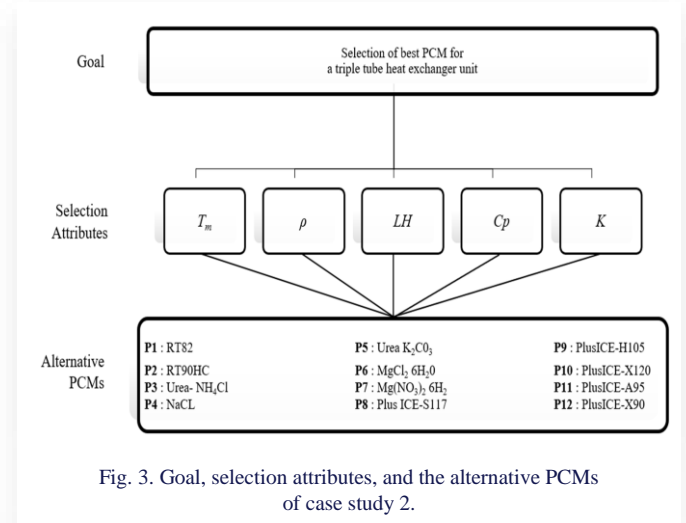 Goal
Selection of best PCM for
a triple tube heat exchanger unit
Selection
Attributes
Tₘ
ρ
LH
Cp
K
Alternative
PCMs
P1 : RT82
P2 : RT90HC
P3 : Urea- NH₄Cl
P4 : NaCL
P5 : Urea K₂C0₃
P6 : MgCl₂ 6H₂0
P7 : Mg(NO₃)₂ 6H₂
P8 : Plus ICE-S117
P9 : PlusICE-H105
P10 : PlusICE-X120
P11 : PlusICE-A95
P12 : PlusICE-X90
Fig. 3. Goal, selection attributes, and the alternative PCMs
of case study 2.